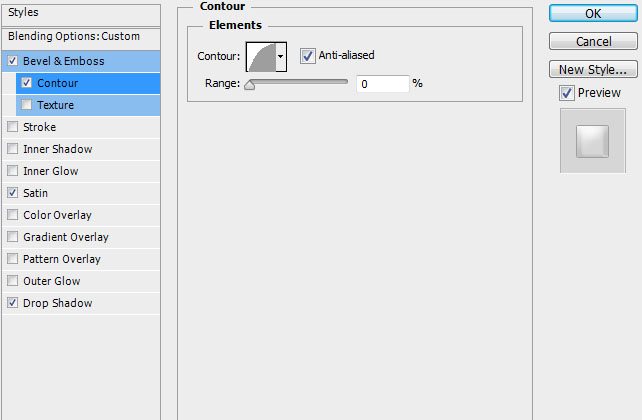 Styles
Blending Options: Custom
Bevel & Emboss
Contour
Texture
Stroke
Inner Shadow
Inner Glow
Satin
Color Overlay
Gradient Overlay
Pattern Overlay
Outer Glow
Drop Shadow
Contour
Elements
Contour:
Anti-aliased
Range:
0 %
OK
Cancel
New Style...
Preview